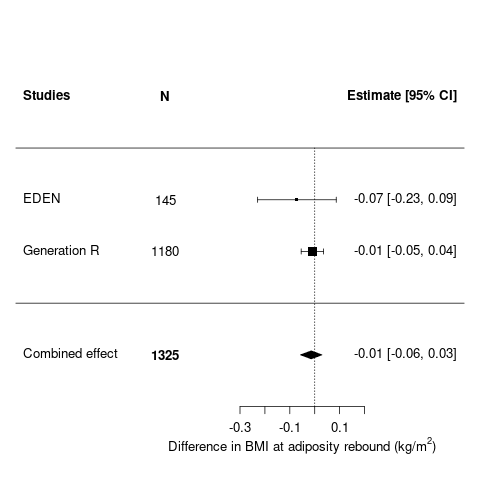 Studies N Estimate [95% CI]
EDEN 145 -0.07 [-0.23, 0.09]
Generation R 1180 -0.01 [-0.05, 0.04]
Combined effect 1325 -0.01 [-0.06, 0.03]
-0.3 -0.1 0.1
Difference in BMI at adiposity rebound (kg/m²)